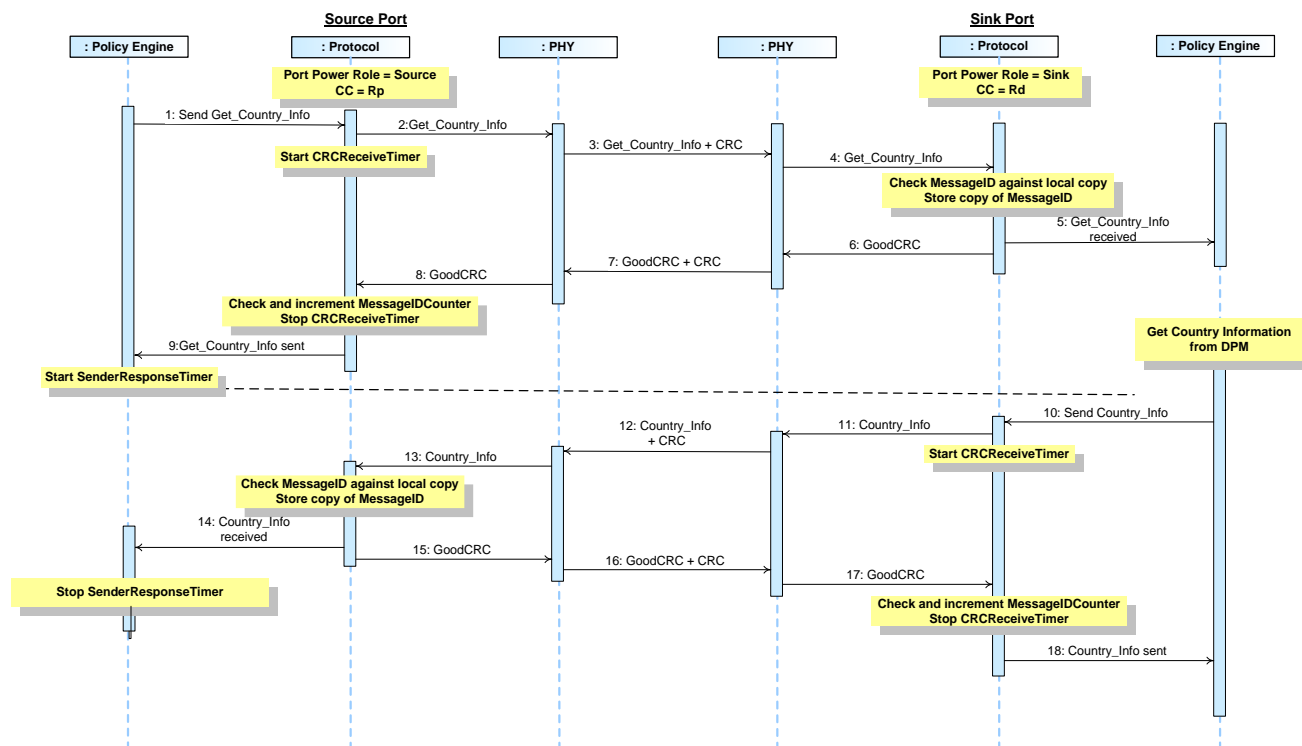 Source Port
Sink Port
: Policy Engine
: Protocol
: PHY
: PHY
: Protocol
: Policy Engine
Port Power Role = Source
CC = Rp
Port Power Role = Sink
CC = Rd
1: Send Get_Country_Info
2:Get_Country_Info
Start CRCReceiveTimer
3: Get_Country_Info + CRC
4: Get_Country_Info
Check MessageID against local copy
Store copy of MessageID
5: Get_Country_Info
received
6: GoodCRC
7: GoodCRC + CRC
8: GoodCRC
Check and increment MessageIDCounter
Stop CRCReceiveTimer
9:Get_Country_Info sent
Get Country Information
from DPM
Start SenderResponseTimer
10: Send Country_Info
11: Country_Info
Start CRCReceiveTimer
12: Country_Info
+ CRC
13: Country_Info
Check MessageID against local copy
Store copy of MessageID
14: Country_Info
received
15: GoodCRC
16: GoodCRC + CRC
17: GoodCRC
Stop SenderResponseTimer
Check and increment MessageIDCounter
Stop CRCReceiveTimer
18: Country_Info sent